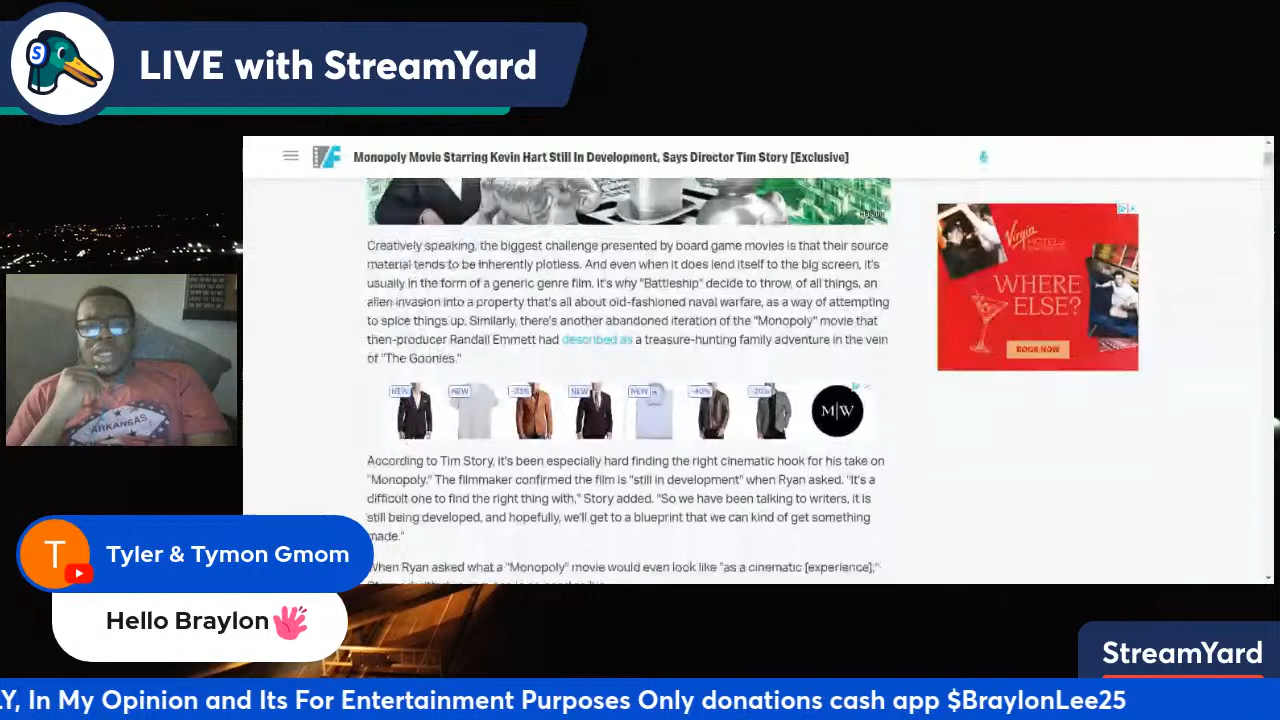 S
LIVE with StreamYard
Monopoly Movie Starring Kevin Hart Still In Development, Says Director Tim Story [Exclusive]
Hasbro
Creatively speaking, the biggest challenge presented by board game movies is that their source
material tends to be inherently plotless. And even when it does lend itself to the big screen, it's
usually in the form of a generic genre film. It's why "Battleship" decide to throw, of all things, an
alien invasion into a property that's all about old-fashioned naval warfare, as a way of attempting
to spice things up. Similarly, there's another abandoned iteration of the "Monopoly" movie that
then-producer Randall Emmett had described as a treasure-hunting family adventure in the vein
of "The Goonies."
Virgin
HOTELS
WHERE
ELSE?
BOOK NOW
NEW
NEW
NEW
NEW
M|W
According to Tim Story, it's been especially hard finding the right cinematic hook for his take on
"Monopoly." The filmmaker confirmed the film is "still in development" when Ryan asked. "It's a
difficult one to find the right thing with," Story added. "So we have been talking to writers, it is
still being developed, and hopefully, we'll get to a blueprint that we can kind of get something
made."
When Ryan asked what a "Monopoly" movie would even look like "as a cinematic [experience],"
ARKANSAS
T
Tyler & Tymon Gmom
Hello Braylon
StreamYard
LY, In My Opinion and Its For Entertainment Purposes Only donations cash app $BraylonLee25